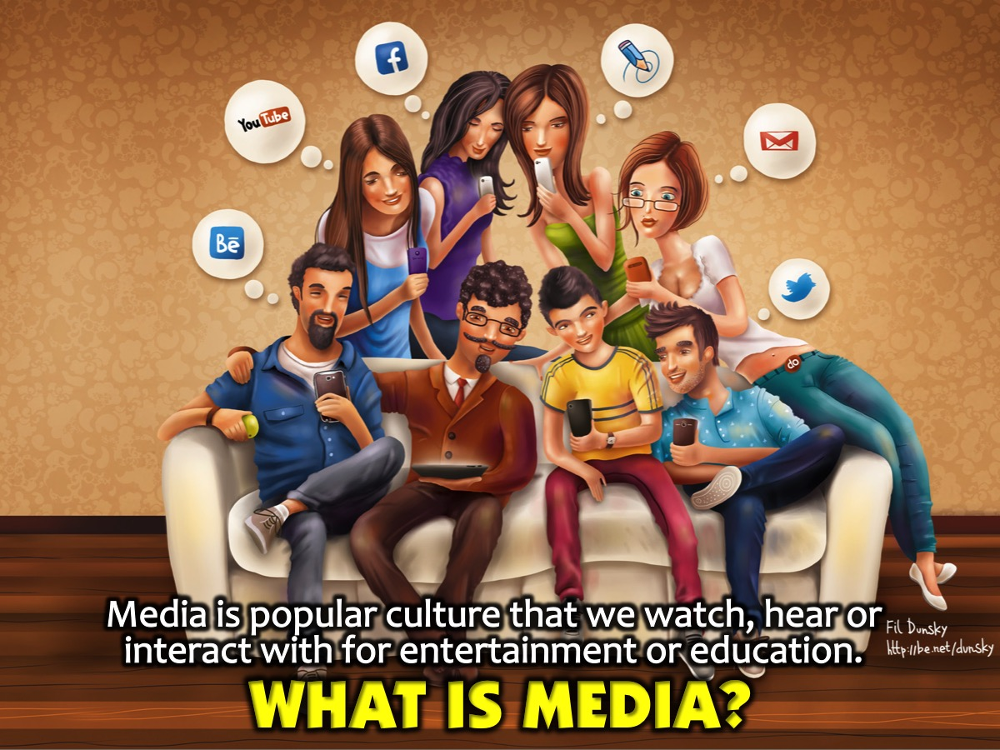 YouTube
f
Bē
do
Media is popular culture that we watch, hear or
interact with for entertainment or education.
WHAT IS MEDIA?
Fil Dunsky
http://be.net/dunsky